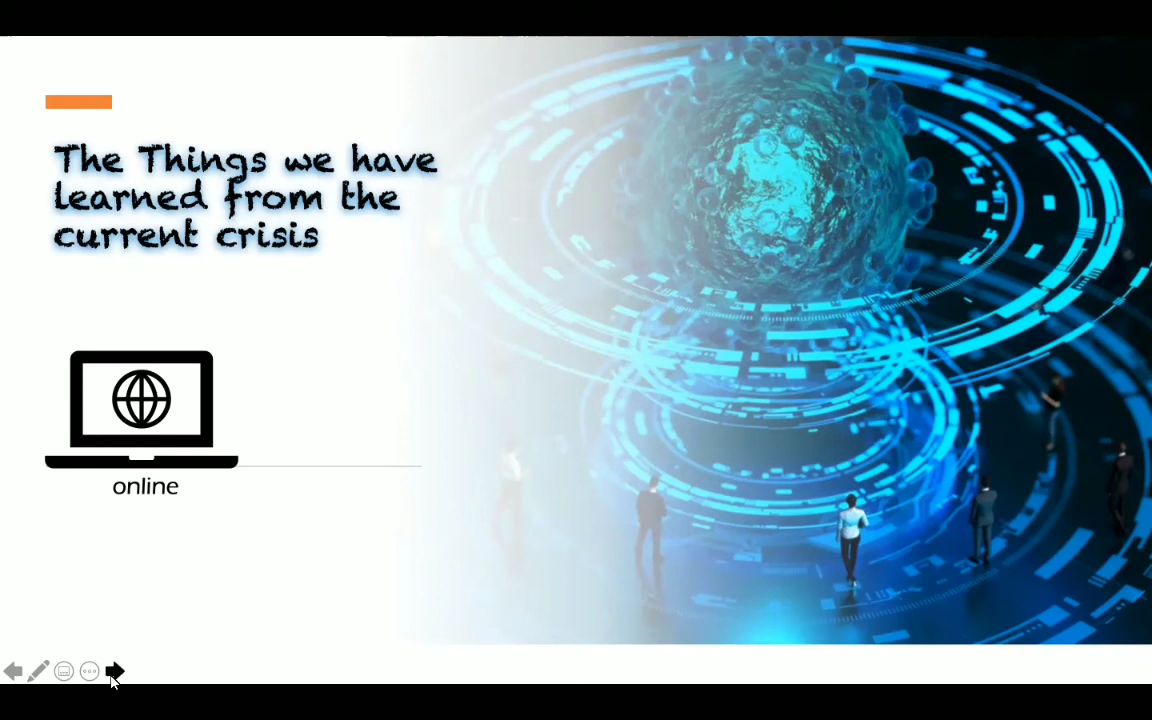 The Things we have
learned from the
current crisis
online